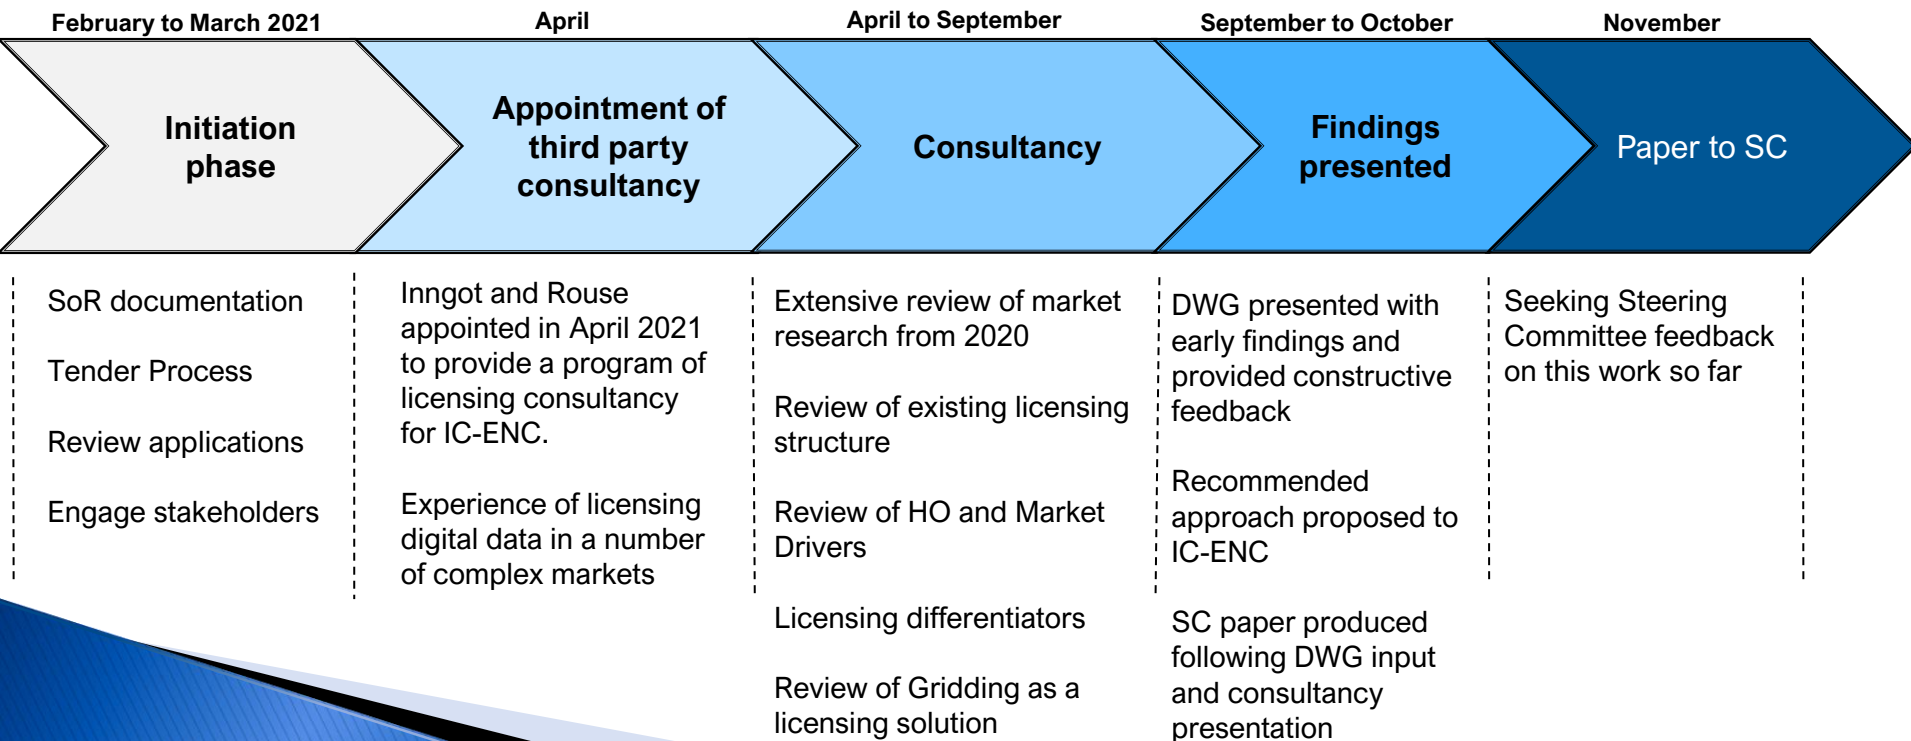 February to March 2021
April
April to September
September to October
November
Initiation
phase
Appointment of
third party
consultancy
Consultancy
Findings
presented
Paper to SC
SoR documentation
Tender Process
Review applications
Engage stakeholders
Inngot and Rouse
appointed in April 2021
to provide a program of
licensing consultancy
for IC-ENC.
Experience of licensing
digital data in a number
of complex markets
Extensive review of market
research from 2020
Review of existing licensing
structure
Review of HO and Market
Drivers
Licensing differentiators
Review of Gridding as a
licensing solution
DWG presented with
early findings and
provided constructive
feedback
Recommended
approach proposed to
IC-ENC
SC paper produced
following DWG input
and consultancy
presentation
Seeking Steering
Committee feedback
on this work so far